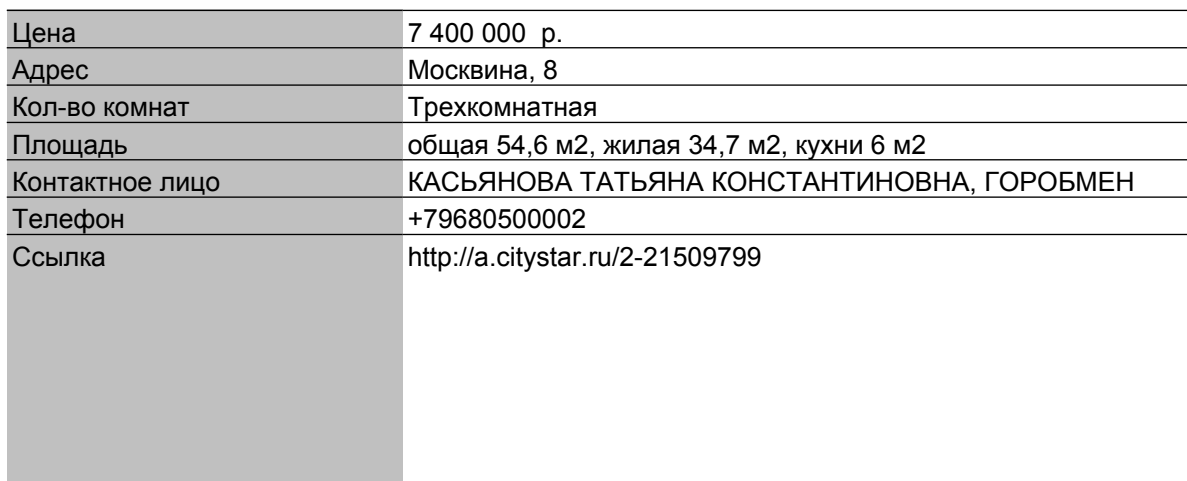 Цена 7 400 000 р.
Адрес Москвина, 8
Кол-во комнат Трехкомнатная
Площадь общая 54,6 м2, жилая 34,7 м2, кухни 6 м2
Контактное лицо КАСЬЯНОВА ТАТЬЯНА КОНСТАНТИНОВНА, ГОРОБМЕН
Телефон +79680500002
Ссылка http://a.citystar.ru/2-21509799